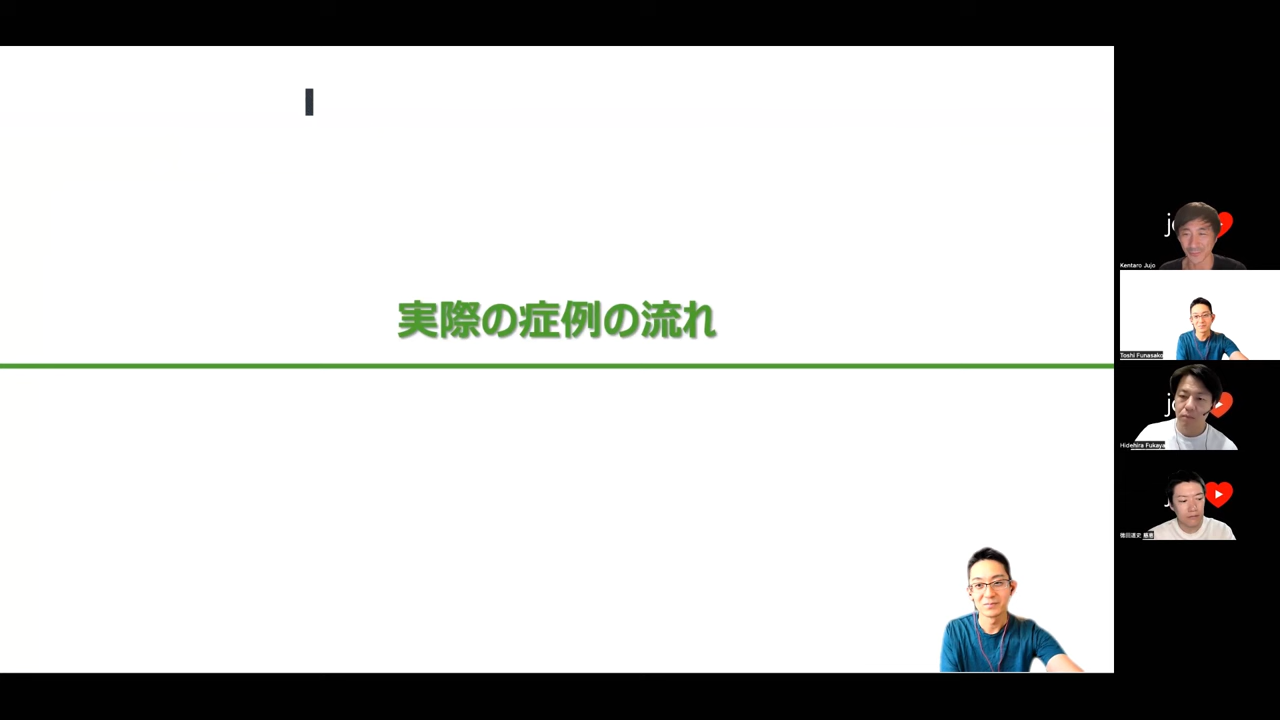 実際の症例の流れ
Kentaro Jujo
Toshi Funasako
Hidehira Fukaya